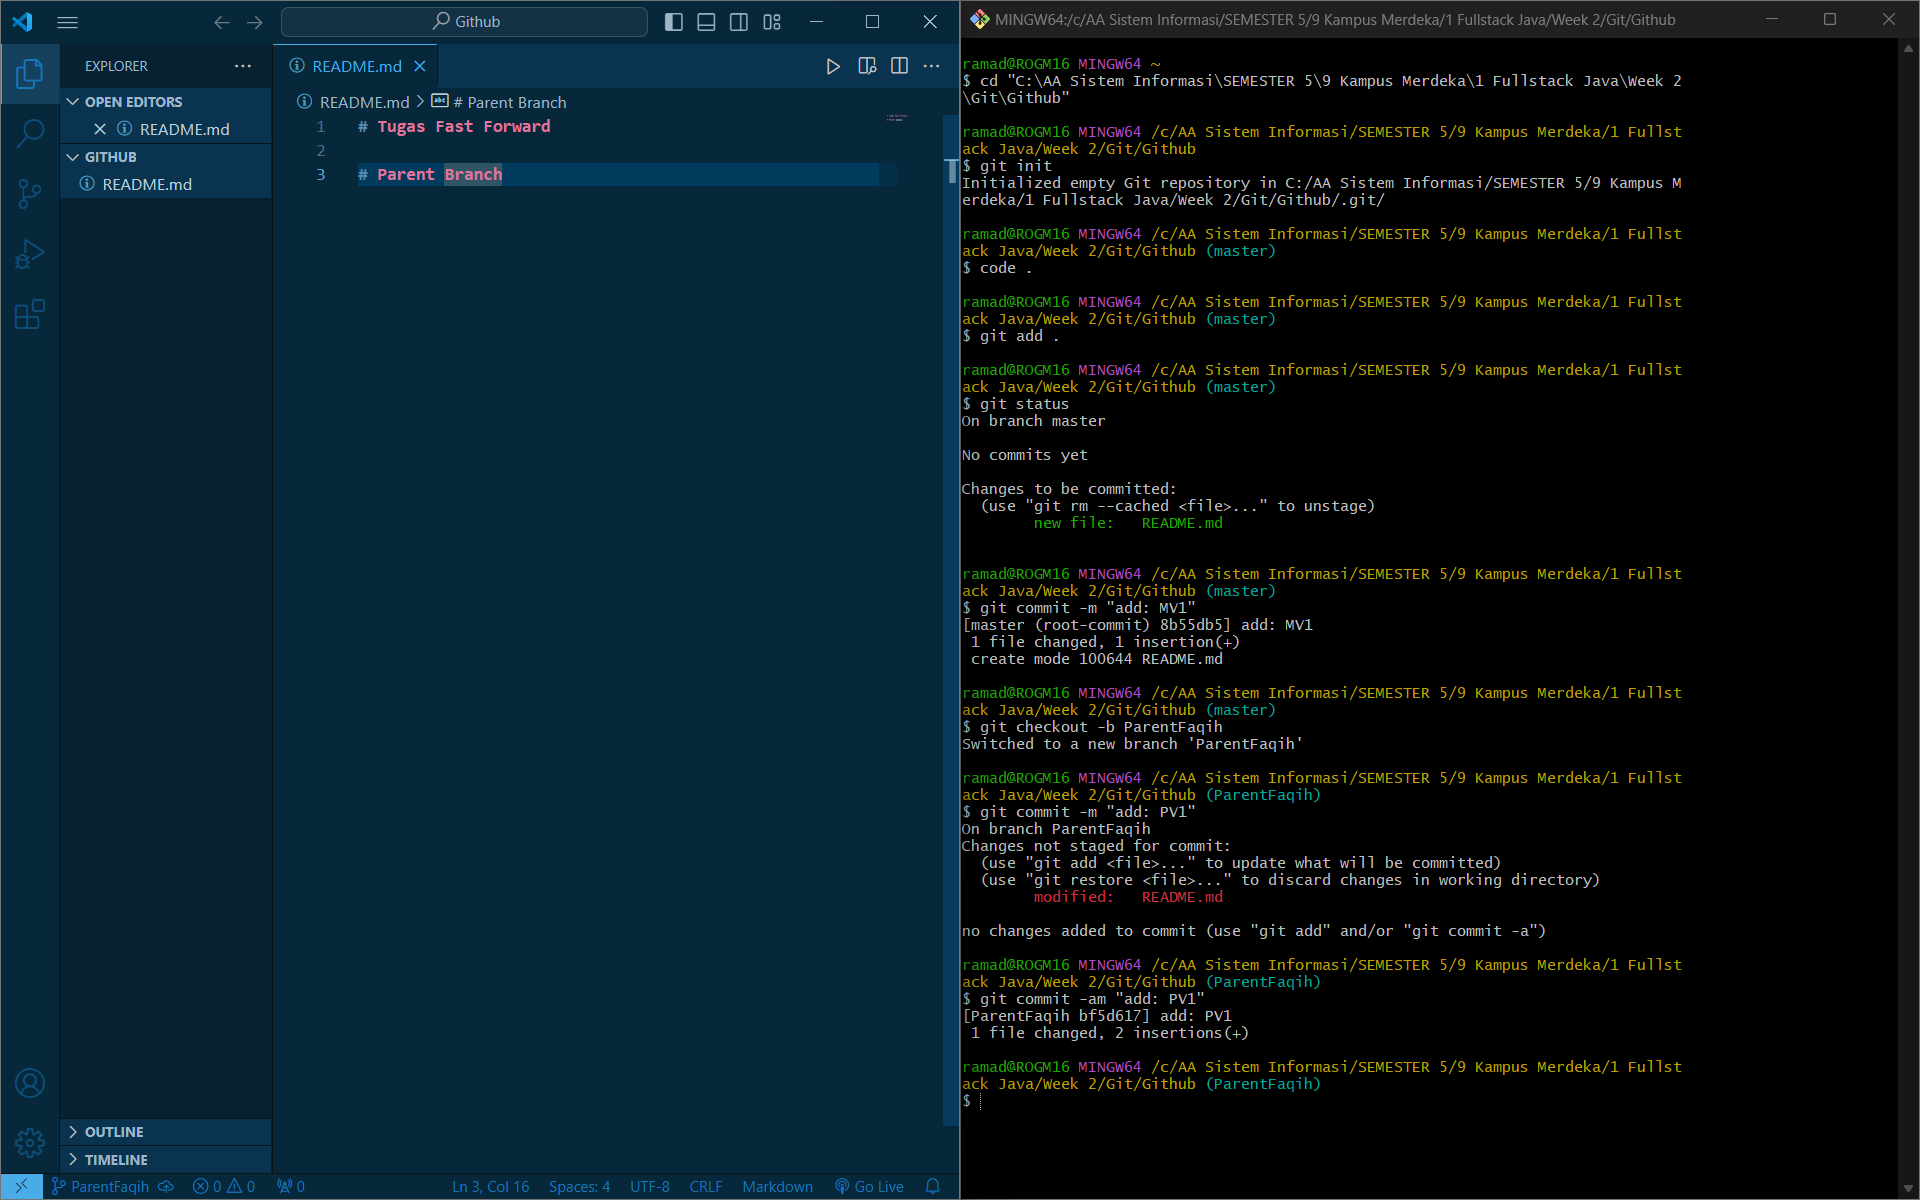 Github
EXPLORER
OPEN EDITORS
README.md
GITHUB
README.md
OUTLINE
TIMELINE
README.md
README.md > # Parent Branch
1 # Tugas Fast Forward
2
3 # Parent Branch
ParentFaqih 0 0 0 Ln 3, Col 16 Spaces: 4 UTF-8 CRLF Markdown Go Live
MINGW64:/c/AA Sistem Informasi/SEMESTER 5/9 Kampus Merdeka/1 Fullstack Java/Week 2/Git/Github
ramad@ROGM16 MINGW64 ~
$ cd "C:\AA Sistem Informasi\SEMESTER 5\9 Kampus Merdeka\1 Fullstack Java\Week 2
\Git\Github"
ramad@ROGM16 MINGW64 /c/AA Sistem Informasi/SEMESTER 5/9 Kampus Merdeka/1 Fullst
ack Java/Week 2/Git/Github
$ git init
Initialized empty Git repository in C:/AA Sistem Informasi/SEMESTER 5/9 Kampus M
erdeka/1 Fullstack Java/Week 2/Git/Github/.git/
ramad@ROGM16 MINGW64 /c/AA Sistem Informasi/SEMESTER 5/9 Kampus Merdeka/1 Fullst
ack Java/Week 2/Git/Github (master)
$ code .
ramad@ROGM16 MINGW64 /c/AA Sistem Informasi/SEMESTER 5/9 Kampus Merdeka/1 Fullst
ack Java/Week 2/Git/Github (master)
$ git add .
ramad@ROGM16 MINGW64 /c/AA Sistem Informasi/SEMESTER 5/9 Kampus Merdeka/1 Fullst
ack Java/Week 2/Git/Github (master)
$ git status
On branch master
No commits yet
Changes to be committed:
  (use "git rm --cached <file>..." to unstage)
        new file:   README.md
ramad@ROGM16 MINGW64 /c/AA Sistem Informasi/SEMESTER 5/9 Kampus Merdeka/1 Fullst
ack Java/Week 2/Git/Github (master)
$ git commit -m "add: MV1"
[master (root-commit) 8b55db5] add: MV1
 1 file changed, 1 insertion(+)
 create mode 100644 README.md
ramad@ROGM16 MINGW64 /c/AA Sistem Informasi/SEMESTER 5/9 Kampus Merdeka/1 Fullst
ack Java/Week 2/Git/Github (master)
$ git checkout -b ParentFaqih
Switched to a new branch 'ParentFaqih'
ramad@ROGM16 MINGW64 /c/AA Sistem Informasi/SEMESTER 5/9 Kampus Merdeka/1 Fullst
ack Java/Week 2/Git/Github (ParentFaqih)
$ git commit -m "add: PV1"
On branch ParentFaqih
Changes not staged for commit:
  (use "git add <file>..." to update what will be committed)
  (use "git restore <file>..." to discard changes in working directory)
        modified:   README.md
no changes added to commit (use "git add" and/or "git commit -a")
ramad@ROGM16 MINGW64 /c/AA Sistem Informasi/SEMESTER 5/9 Kampus Merdeka/1 Fullst
ack Java/Week 2/Git/Github (ParentFaqih)
$ git commit -am "add: PV1"
[ParentFaqih bf5d617] add: PV1
 1 file changed, 2 insertions(+)
ramad@ROGM16 MINGW64 /c/AA Sistem Informasi/SEMESTER 5/9 Kampus Merdeka/1 Fullst
ack Java/Week 2/Git/Github (ParentFaqih)
$